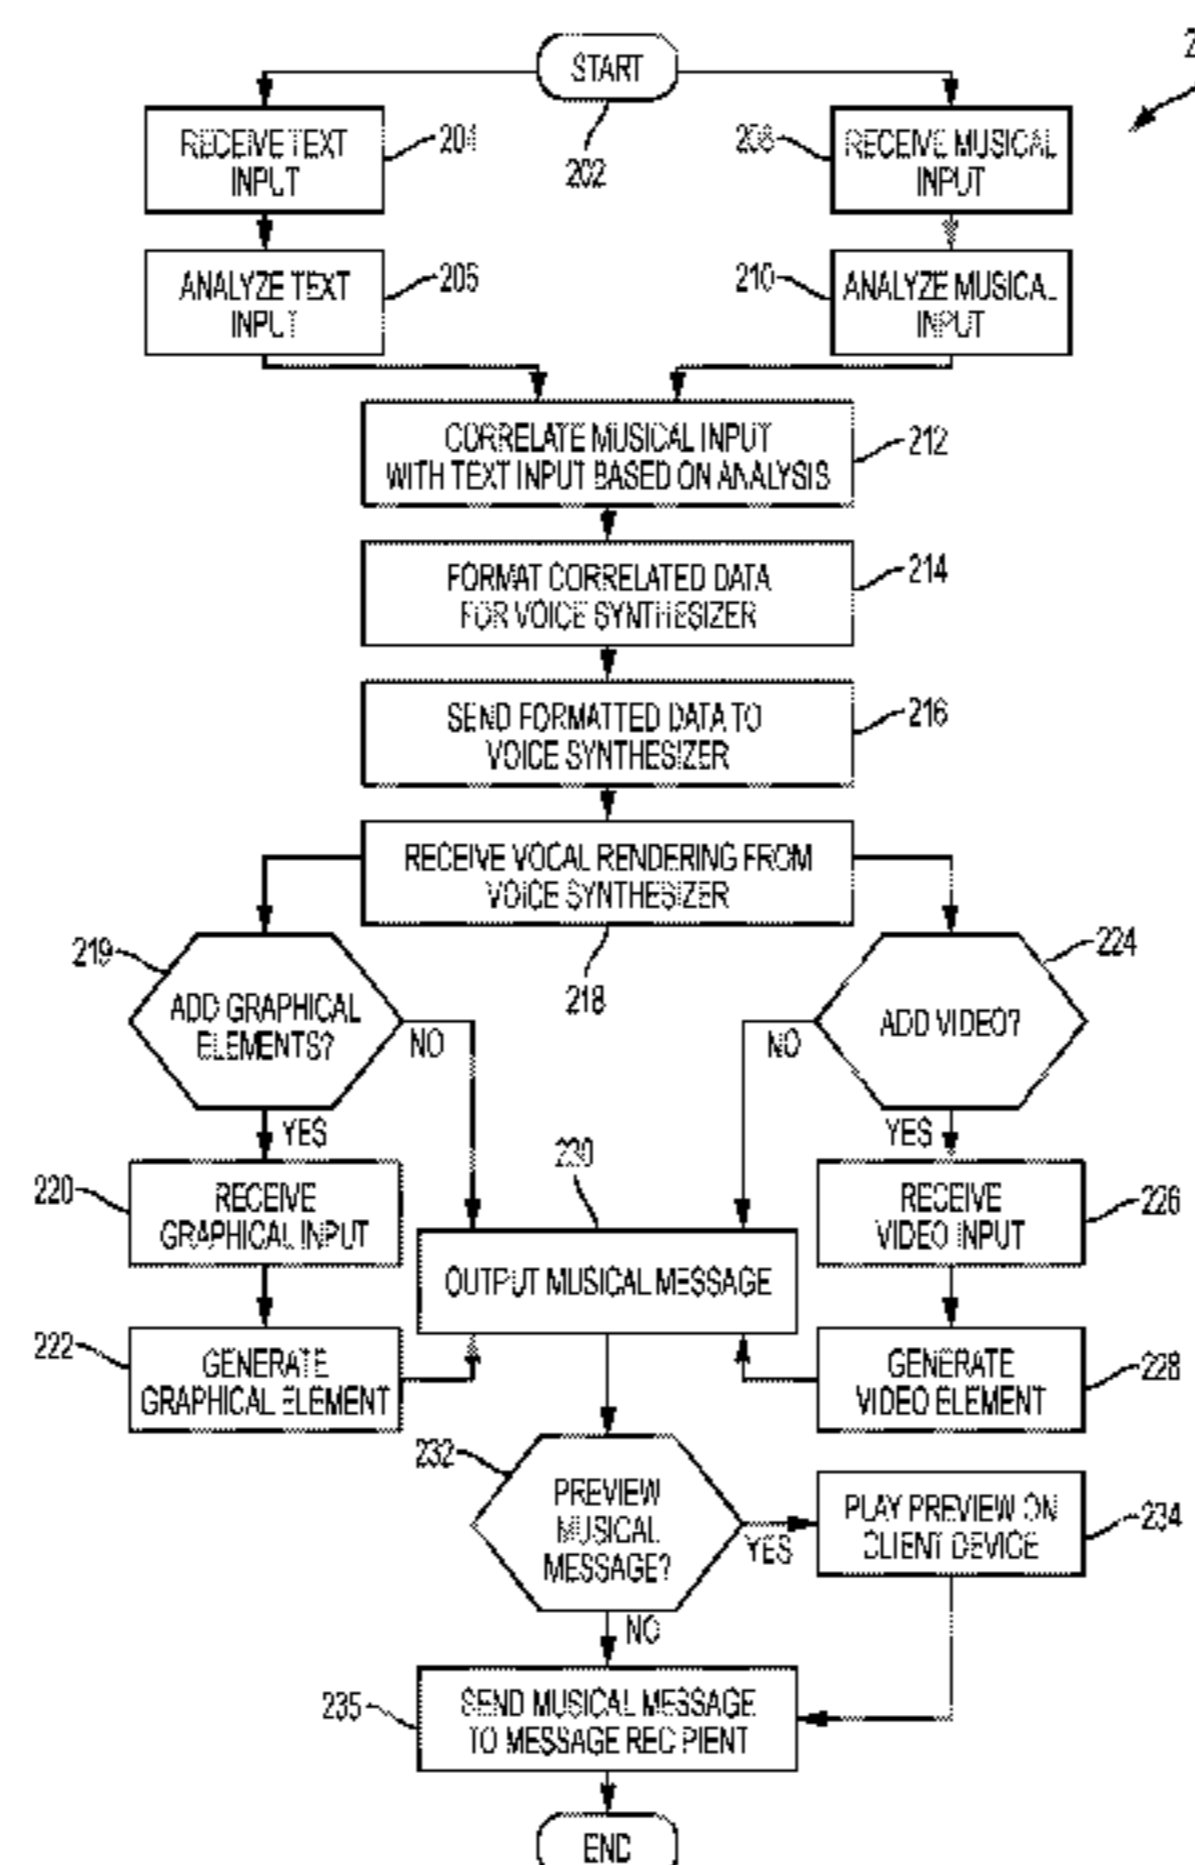 START
202
RECEIVE TEXT
INPUT
204
208
RECEIVE MUSICAL
INPUT
ANALYZE TEXT
INPUT
206
210
ANALYZE MUSICAL
INPUT
CORRELATE MUSICAL INPUT
WITH TEXT INPUT BASED ON ANALYSIS
212
FORMAT CORRELATED DATA
FOR VOICE SYNTHESIZER
214
SEND FORMATTED DATA TO
VOICE SYNTHESIZER
216
RECEIVE VOCAL RENDERING FROM
VOICE SYNTHESIZER
218
219
ADD GRAPHICAL
ELEMENTS?
NO
YES
224
ADD VIDEO?
NO
YES
220
RECEIVE
GRAPHICAL INPUT
230
OUTPUT MUSICAL MESSAGE
RECEIVE
VIDEO INPUT
226
222
GENERATE
GRAPHICAL ELEMENT
GENERATE
VIDEO ELEMENT
228
232
PREVIEW
MUSICAL
MESSAGE?
YES
NO
PLAY PREVIEW ON
CLIENT DEVICE
234
235
SEND MUSICAL MESSAGE
TO MESSAGE RECIPIENT
END